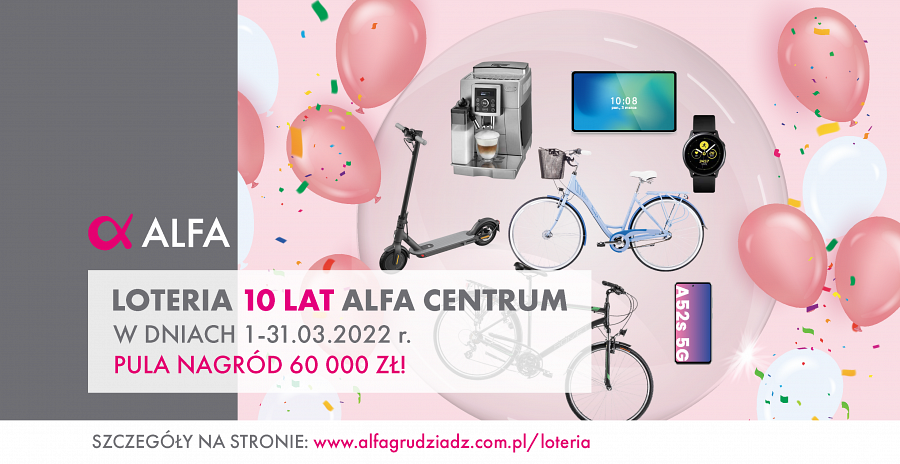 10:08
ALFA
LOTERIA 10 LAT ALFA CENTRUM
W DNIACH 1-31.03.2022 r.
PULA NAGRÓD 60 000 ZŁ!
A52s 5G
SZCZEGÓŁY NA STRONIE: www.alfagrudziadz.com.pl/loteria